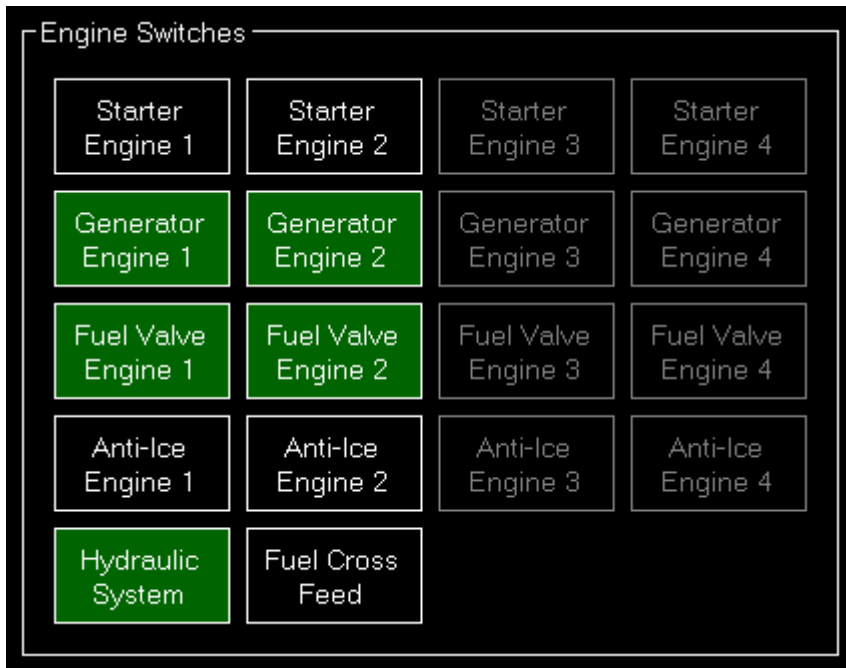 Engine Switches
Starter
Engine 1
Starter
Engine 2
Starter
Engine 3
Starter
Engine 4
Generator
Engine 1
Generator
Engine 2
Generator
Engine 3
Generator
Engine 4
Fuel Valve
Engine 1
Fuel Valve
Engine 2
Fuel Valve
Engine 3
Fuel Valve
Engine 4
Anti-Ice
Engine 1
Anti-Ice
Engine 2
Anti-Ice
Engine 3
Anti-Ice
Engine 4
Hydraulic
System
Fuel Cross
Feed